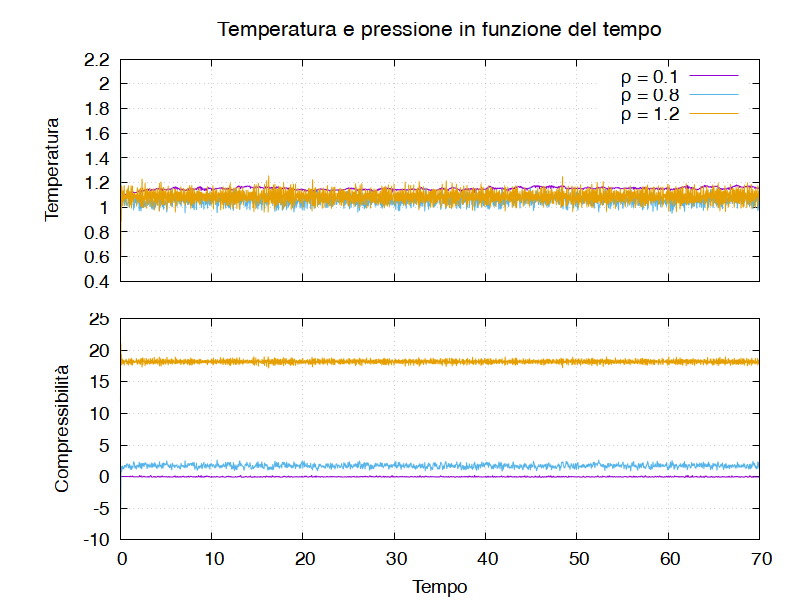 Temperatura e pressione in funzione del tempo
2.2
2
1.8
1.6
1.4
1.2
1
0.8
0.6
0.4
Temperatura
ρ = 0.1
ρ = 0.8
ρ = 1.2
25
20
15
10
5
0
-5
-10
Compressibilità
0 10 20 30 40 50 60 70
Tempo